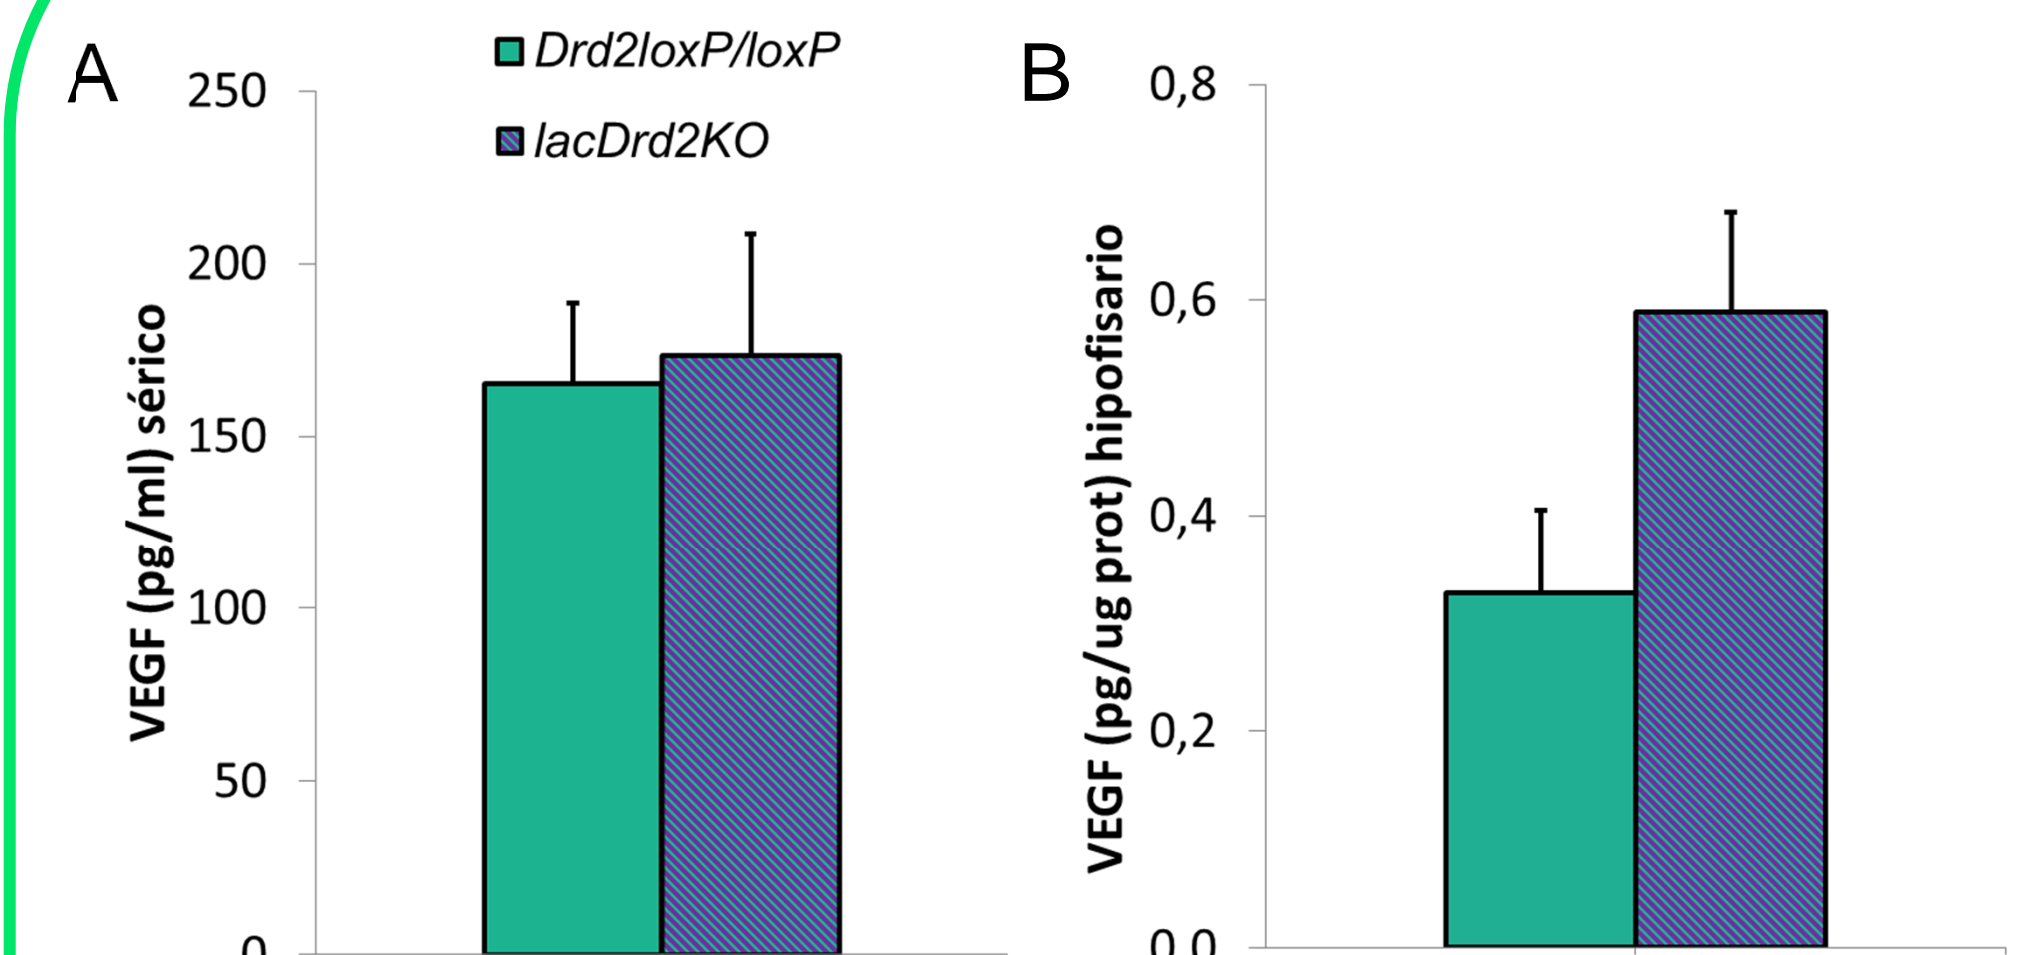 A
Drd2loxP/loxP
lacDrd2KO
VEGF (pg/ml) sérico
250
200
150
100
50
0
B
VEGF (pg/ug prot) hipofisario
0,8
0,6
0,4
0,2
0,0